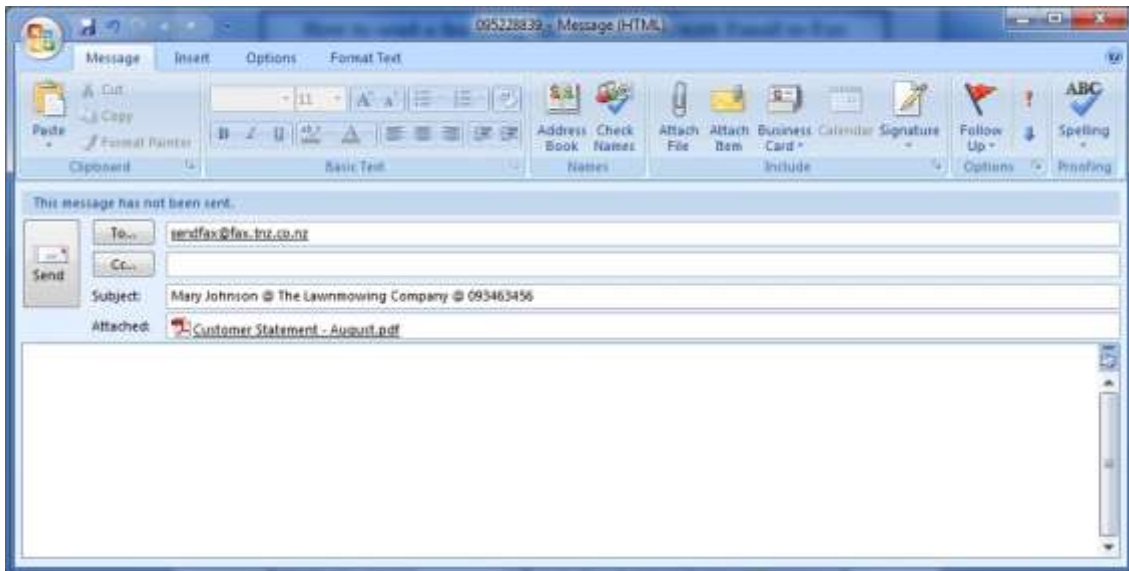 095228839 - Message (HTML)
Message Insert Options Format Text
Paste
Cut
Copy
Format Painter
Clipboard
11
Basic Text
Address Book
Check Names
Names
Attach File
Attach Item
Business Card
Calendar
Signature
Include
Follow Up
Options
ABC
Spelling
Proofing
This message has not been sent.
Send
To... sendfax@fax.tnz.co.nz
Cc...
Subject: Mary Johnson @ The Lawnmowing Company @ 093463456
Attached: Customer Statement - August.pdf